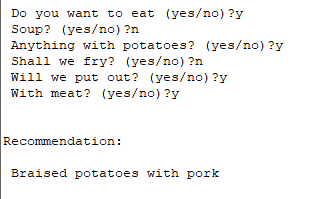 Do you want to eat (yes/no)?y
Soup? (yes/no)?n
Anything with potatoes? (yes/no)?y
Shall we fry? (yes/no)?n
Will we put out? (yes/no)?y
With meat? (yes/no)?y
Recommendation:
Braised potatoes with pork